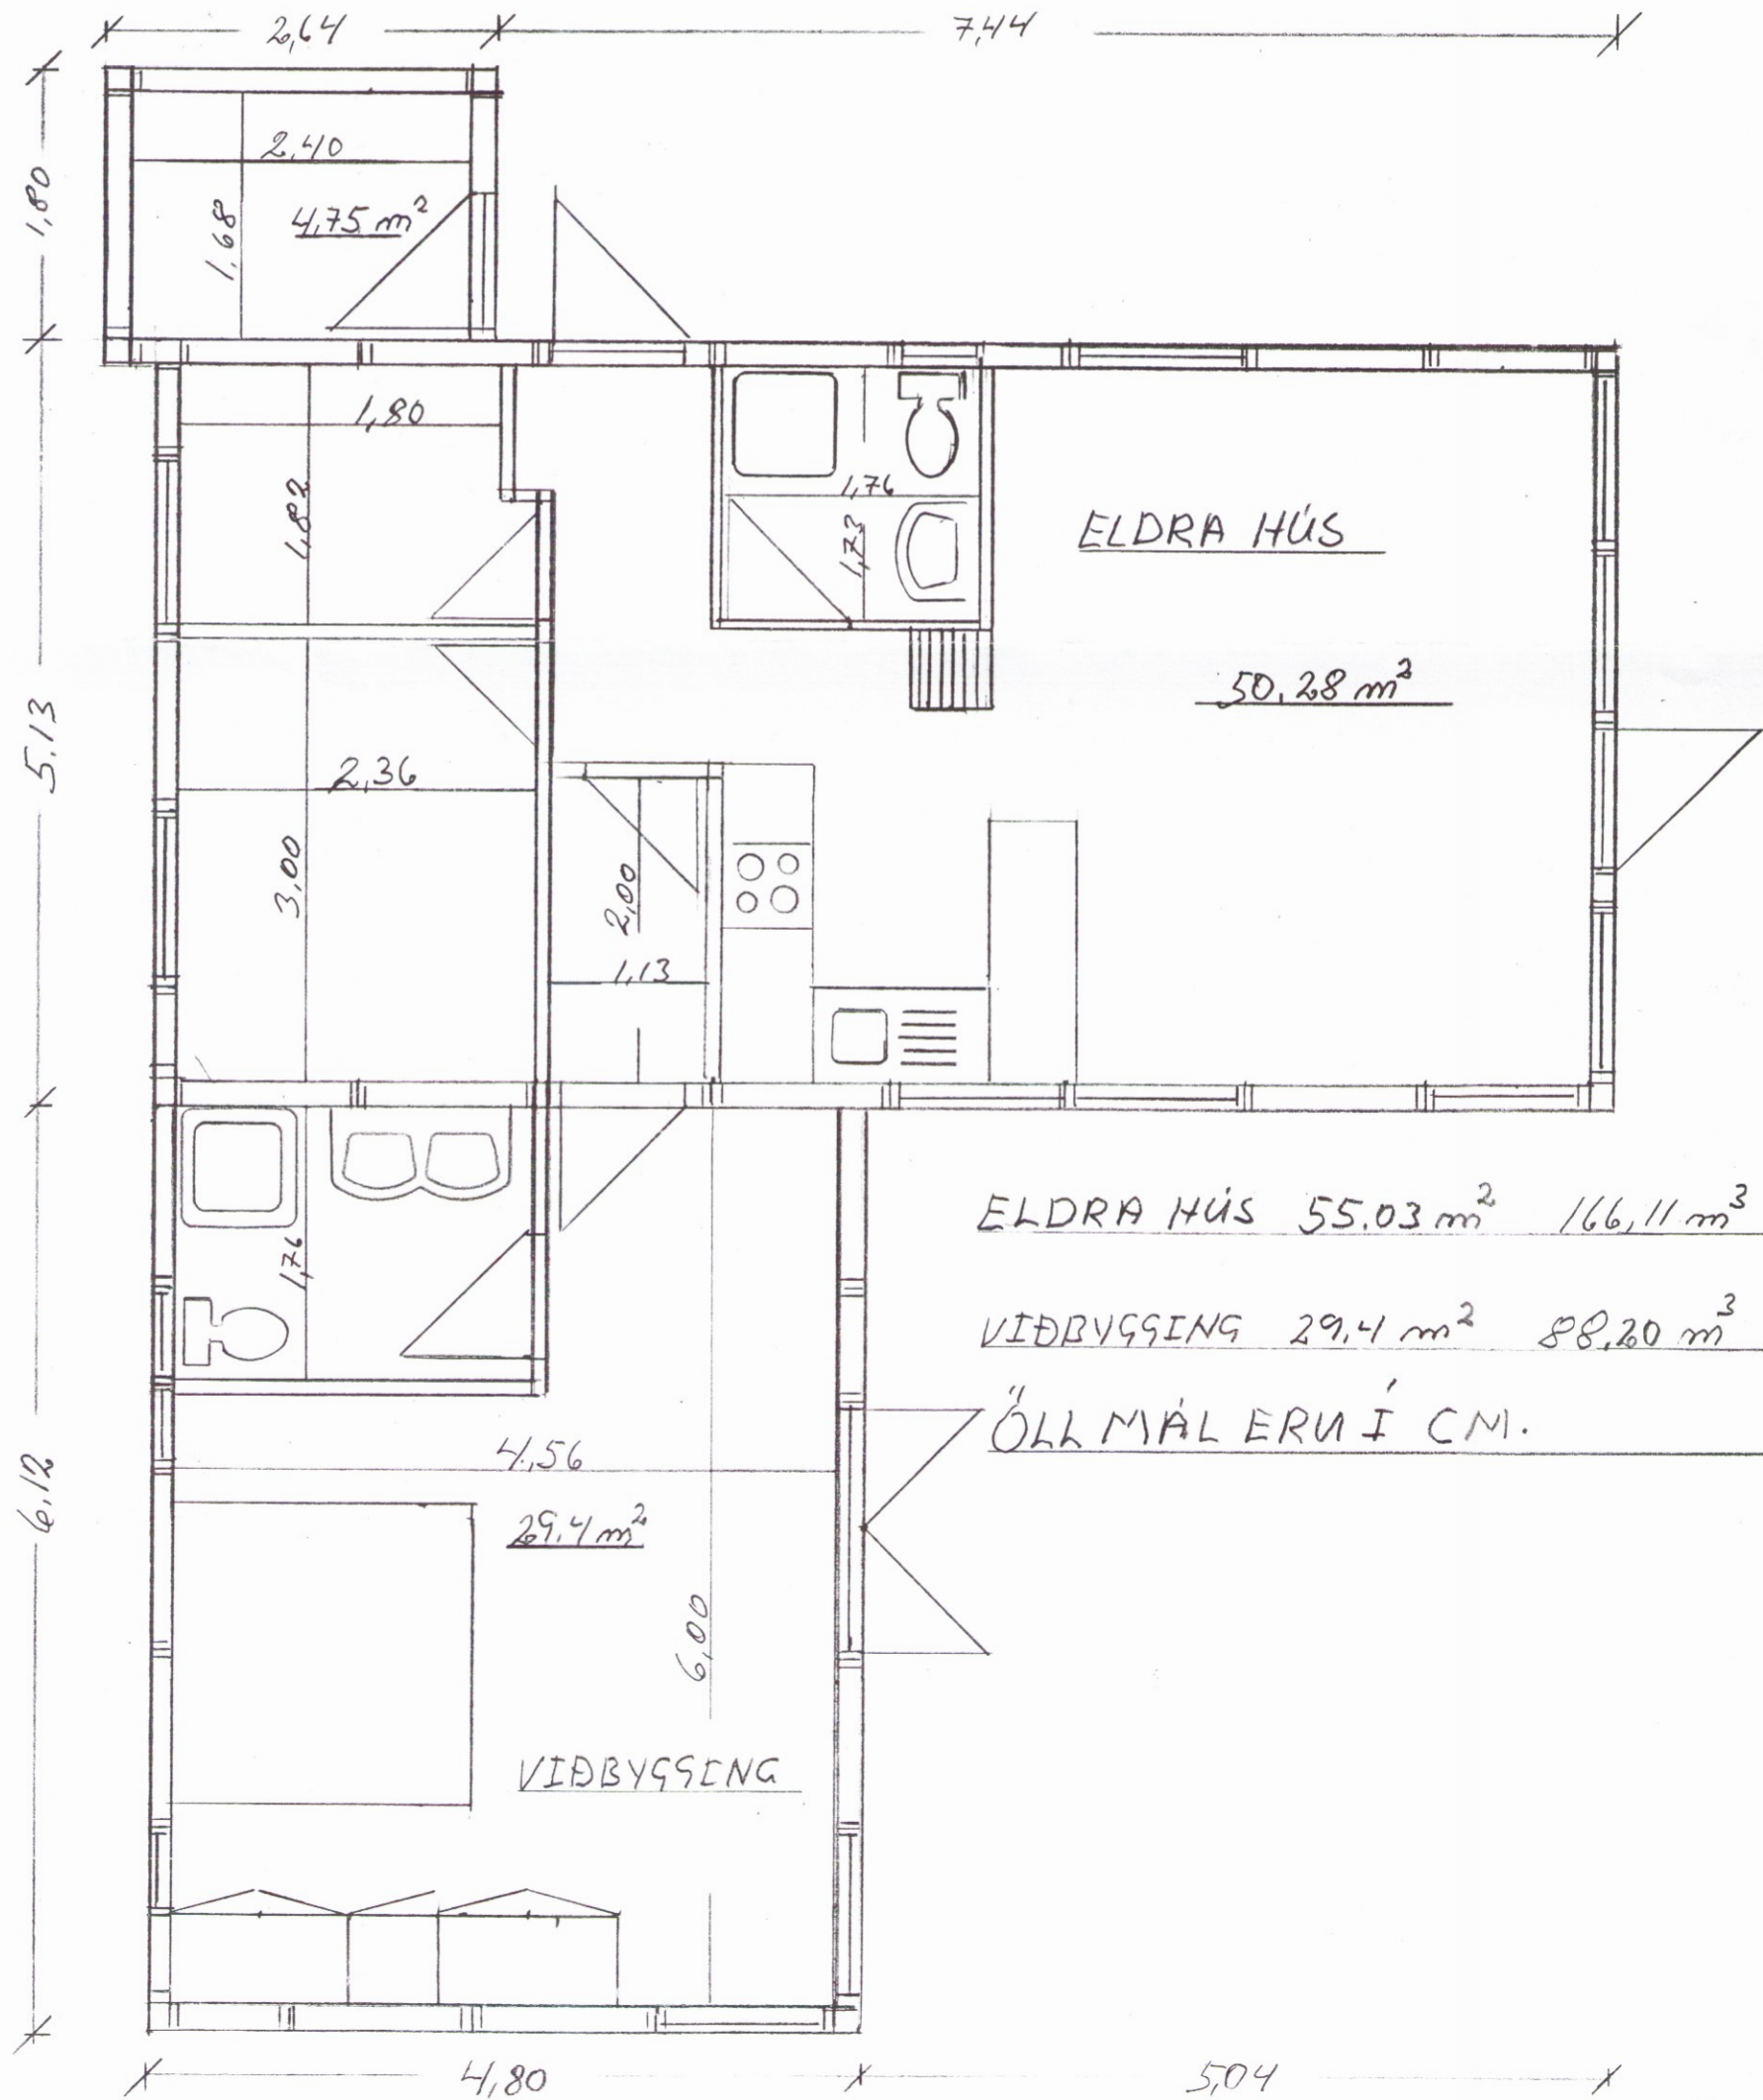 2,64
7,44
1,80
2,40
1,68
4,75 m²
1,80
1,82
1,76
1,73
ELDRA HÚS
50,28 m²
5,13
2,36
3,00
2,00
1,13
1,76
ELDRA HÚS 55.03 m² 166,11 m³
VIÐBYGGING 29,4 m² 88,20 m³
ÖLL MÁL ERU Í CM.
6,12
4,56
29,4 m²
6,00
VIÐBYGGING
4,80
5,04